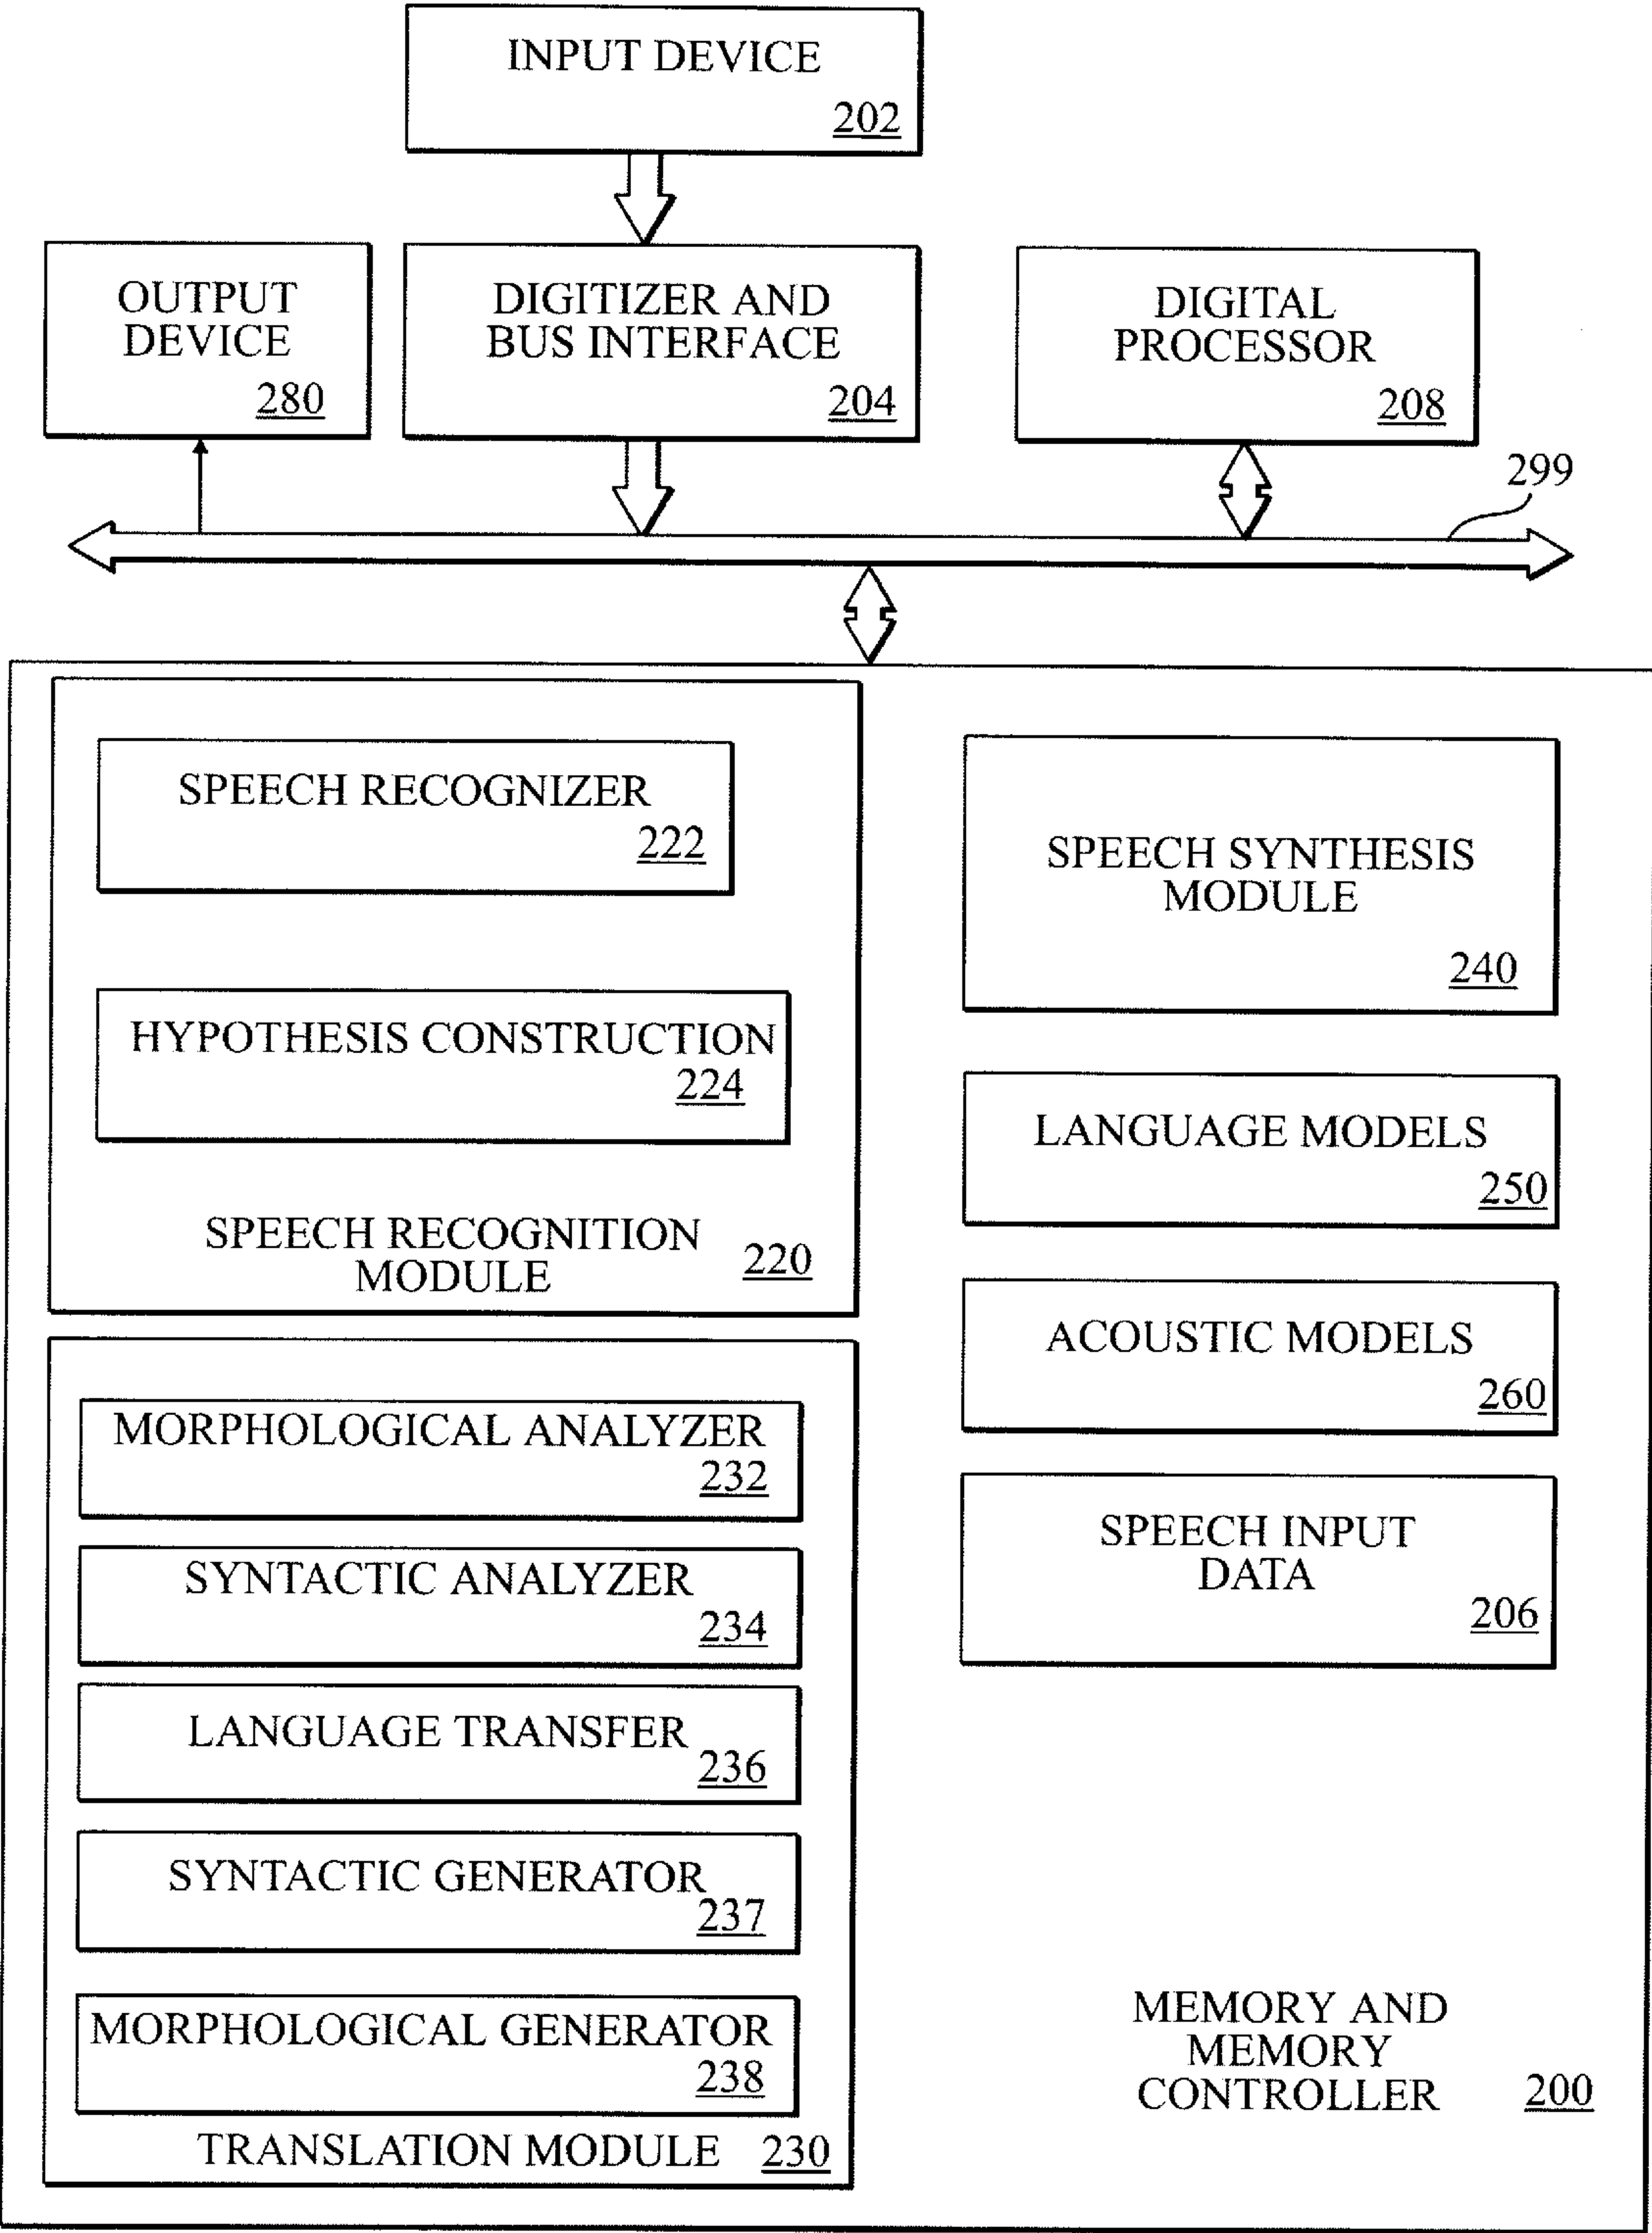 INPUT DEVICE
202
OUTPUT
DEVICE
280
DIGITIZER AND
BUS INTERFACE
204
DIGITAL
PROCESSOR
208
299
SPEECH RECOGNIZER
222
HYPOTHESIS CONSTRUCTION
224
SPEECH RECOGNITION
MODULE
220
MORPHOLOGICAL ANALYZER
232
SYNTACTIC ANALYZER
234
LANGUAGE TRANSFER
236
SYNTACTIC GENERATOR
237
MORPHOLOGICAL GENERATOR
238
TRANSLATION MODULE 230
SPEECH SYNTHESIS
MODULE
240
LANGUAGE MODELS
250
ACOUSTIC MODELS
260
SPEECH INPUT
DATA
206
MEMORY AND
MEMORY
CONTROLLER 200